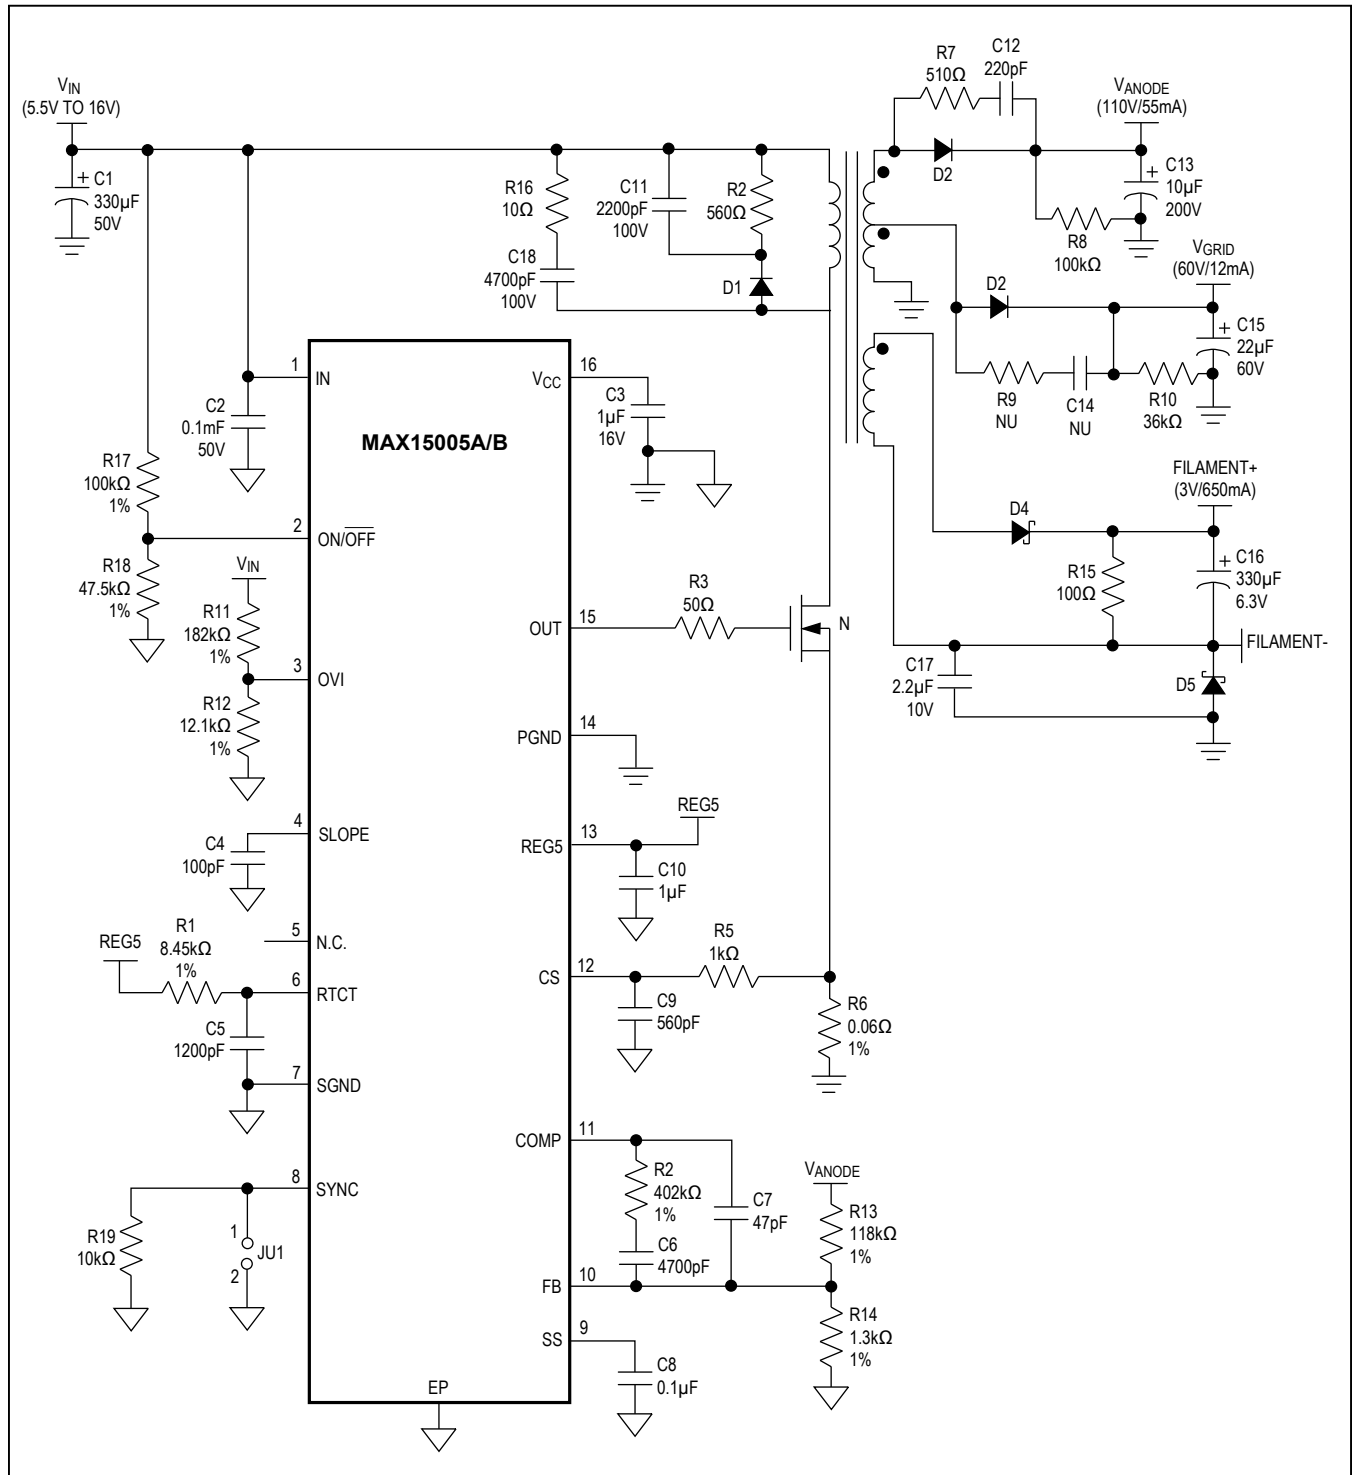 VIN
(5.5V TO 16V)
C1
330µF
50V
R16
10Ω
C18
4700pF
100V
C11
2200pF
100V
R2
560Ω
D1
R7
510Ω
C12
220pF
D2
VANODE
(110V/55mA)
C13
10µF
200V
R8
100kΩ
VGRID
(60V/12mA)
D2
C15
22µF
60V
R9
NU
C14
NU
R10
36kΩ
FILAMENT+
(3V/650mA)
D4
R15
100Ω
C16
330µF
6.3V
FILAMENT-
C17
2.2µF
10V
D5
MAX15005A/B
1
IN
C2
0.1mF
50V
R17
100kΩ
1%
2
ON/OFF
R18
47.5kΩ
1%
VIN
R11
182kΩ
1%
3
OVI
R12
12.1kΩ
1%
4
SLOPE
C4
100pF
5
N.C.
REG5
R1
8.45kΩ
1%
6
RTCT
C5
1200pF
7
SGND
8
SYNC
R19
10kΩ
1
2
JU1
EP
16
VCC
C3
1µF
16V
15
OUT
R3
50Ω
N
14
PGND
13
REG5
REG5
C10
1µF
12
CS
R5
1kΩ
C9
560pF
R6
0.06Ω
1%
11
COMP
R2
402kΩ
1%
C6
4700pF
C7
47pF
VANODE
R13
118kΩ
1%
10
FB
R14
1.3kΩ
1%
9
SS
C8
0.1µF